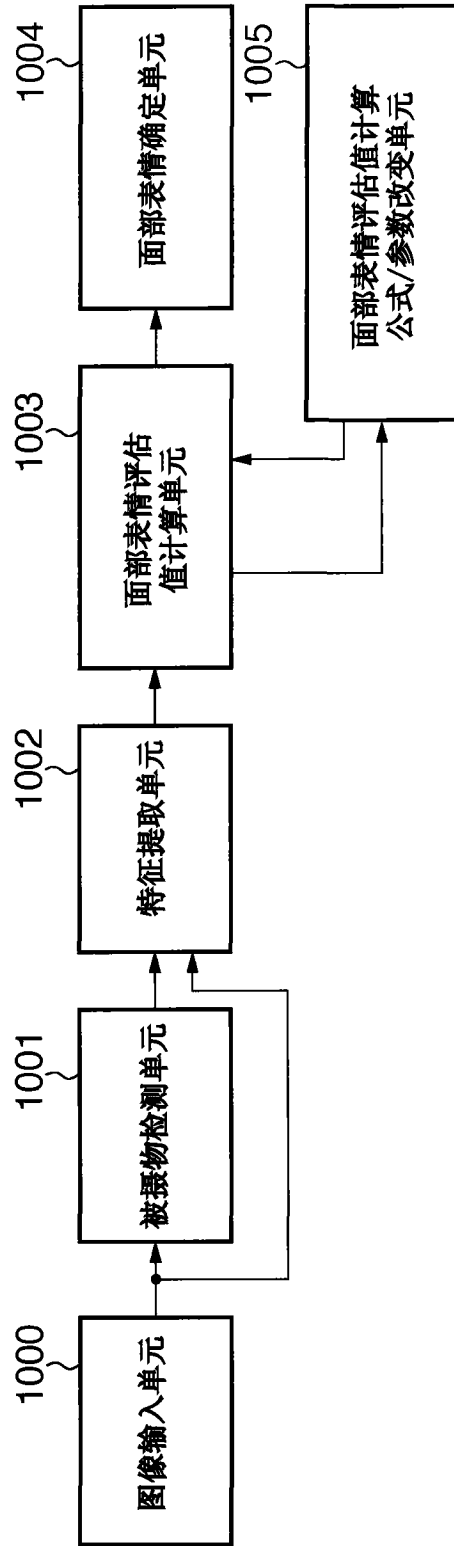 1000
图像输入单元
1001
被摄物检测单元
1002
特征提取单元
1003
面部表情评估
值计算单元
1004
面部表情确定单元
1005
面部表情评估值计算
公式/参数改变单元